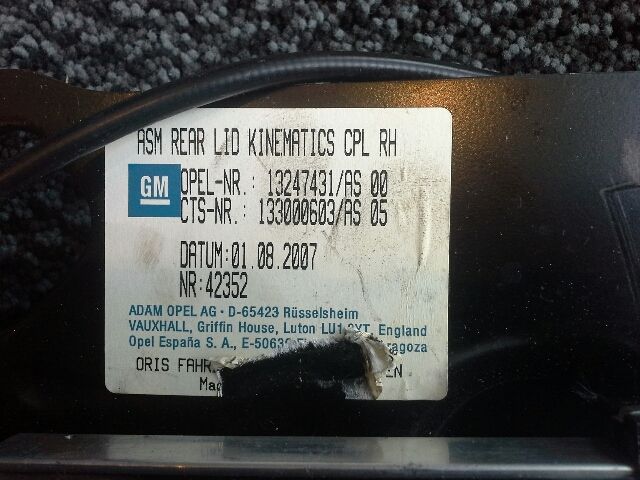 ASM REAR LID KINEMATICS CPL RH
GM
OPEL-NR.: 13247431/AS 00
CTS-NR.: 133000603/AS 05
DATUM:01.08.2007
NR:42352
ADAM OPEL AG · D-65423 Rüsselsheim
VAUXHALL, Griffin House, Luton England
Opel España S. A.,
ORIS